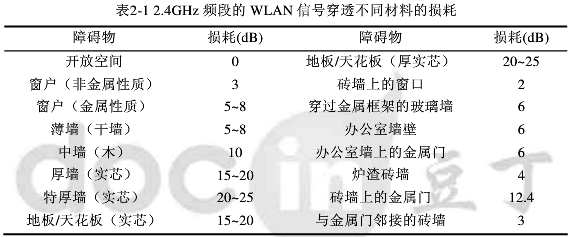 表2-1 2.4GHz 频段的 WLAN 信号穿透不同材料的损耗
障碍物 损耗(dB) 障碍物 损耗(dB)
开放空间 0 地板/天花板（厚实芯） 20~25
窗户（非金属性质） 3 砖墙上的窗口 2
窗户（金属性质） 5~8 穿过金属框架的玻璃墙 6
薄墙（干墙） 5~8 办公室墙壁 6
中墙（木） 10 办公室墙上的金属门 6
厚墙（实芯） 15~20 炉渣砖墙 4
特厚墙（实芯） 20~25 砖墙上的金属门 12.4
地板/天花板（实芯） 15~20 与金属门邻接的砖墙 3
docin 豆丁